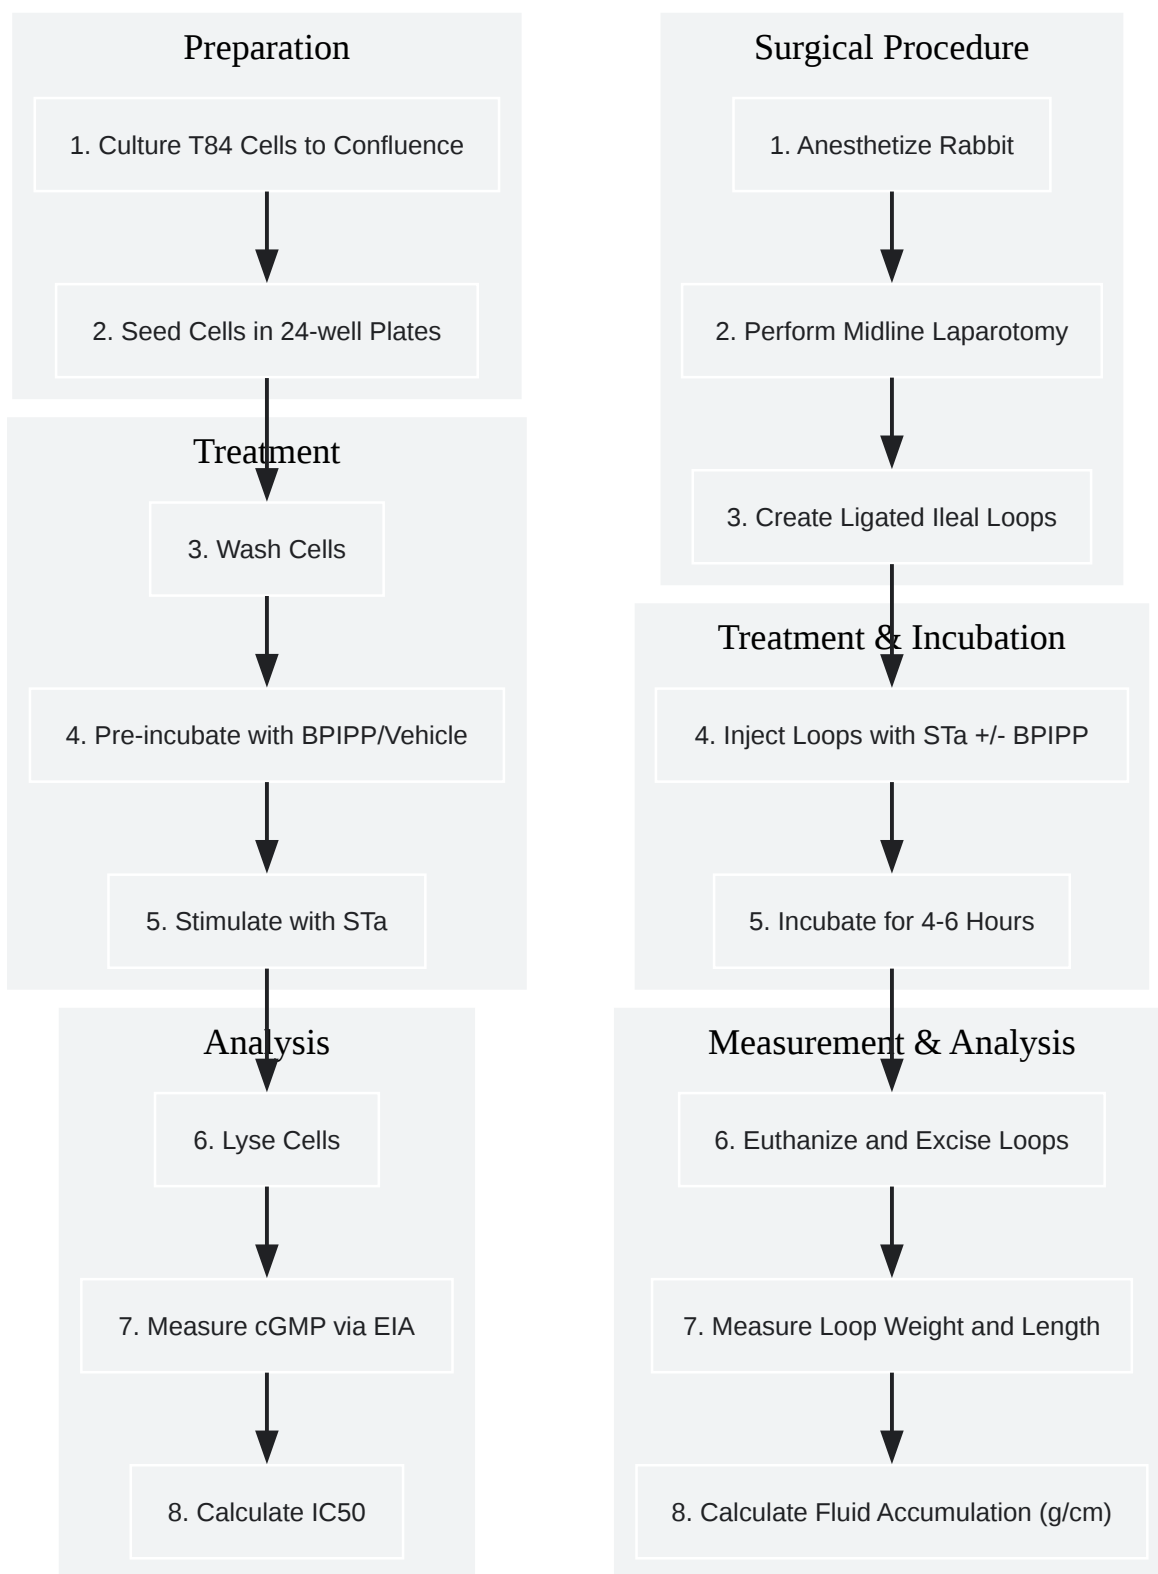 Preparation
1. Culture T84 Cells to Confluence
2. Seed Cells in 24-well Plates
Treatment
3. Wash Cells
4. Pre-incubate with BPIPP/Vehicle
5. Stimulate with STa
Analysis
6. Lyse Cells
7. Measure cGMP via EIA
8. Calculate IC50
Surgical Procedure
1. Anesthetize Rabbit
2. Perform Midline Laparotomy
3. Create Ligated Ileal Loops
Treatment & Incubation
4. Inject Loops with STa +/- BPIPP
5. Incubate for 4-6 Hours
Measurement & Analysis
6. Euthanize and Excise Loops
7. Measure Loop Weight and Length
8. Calculate Fluid Accumulation (g/cm)